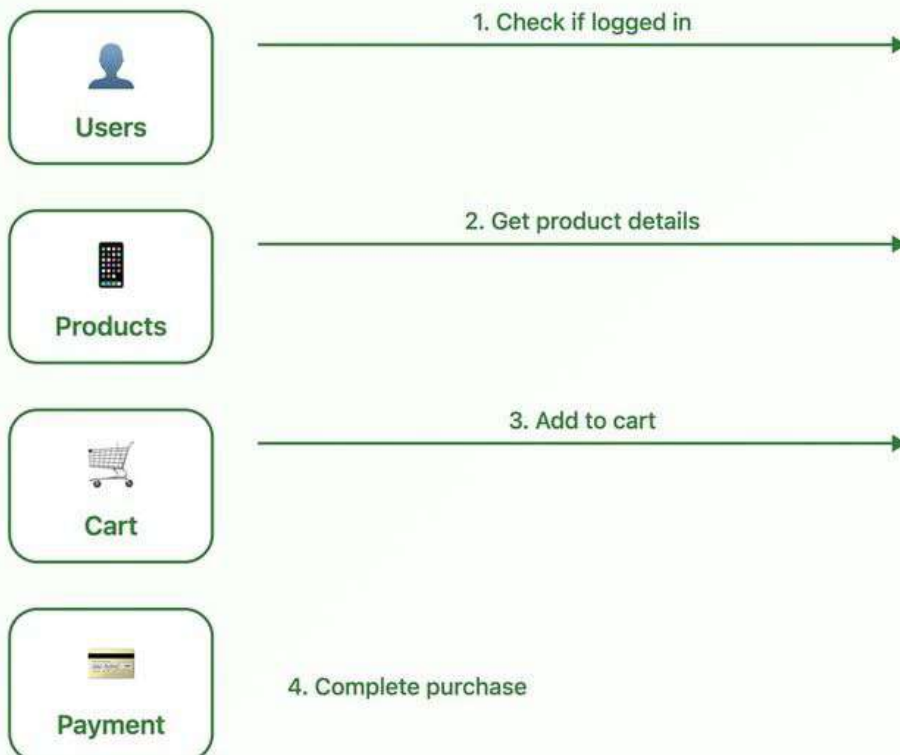 1. Check if logged in
Users
2. Get product details
Products
3. Add to cart
Cart
4. Complete purchase
Payment